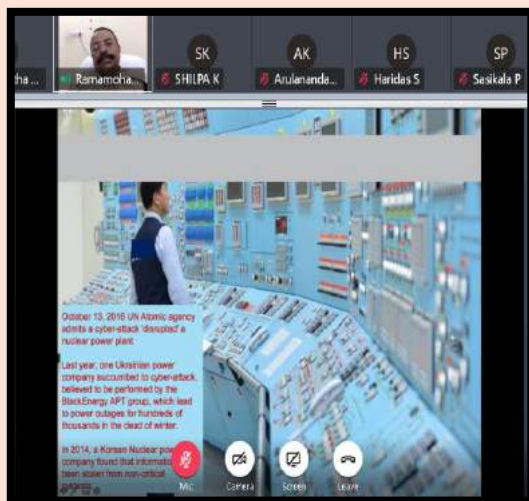 SK
AK
HS
SP
tha ...
Ramamoha...
SHILPA K
Arulananda...
Haridas S
Sasikala P
October 13, 2016 UN Atomic agency
admits a cyber-attack 'disrupted' a
nuclear power plant
Last year, one Ukrainian power
company succumbed to cyber-attack,
believed to be performed by the
BlackEnergy APT group, which lead
to power outages for hundreds of
thousands in the dead of winter.
In 2014, a Korean Nuclear
company found that
been stolen from non-critical
Mic
Camera
Screen
Leave